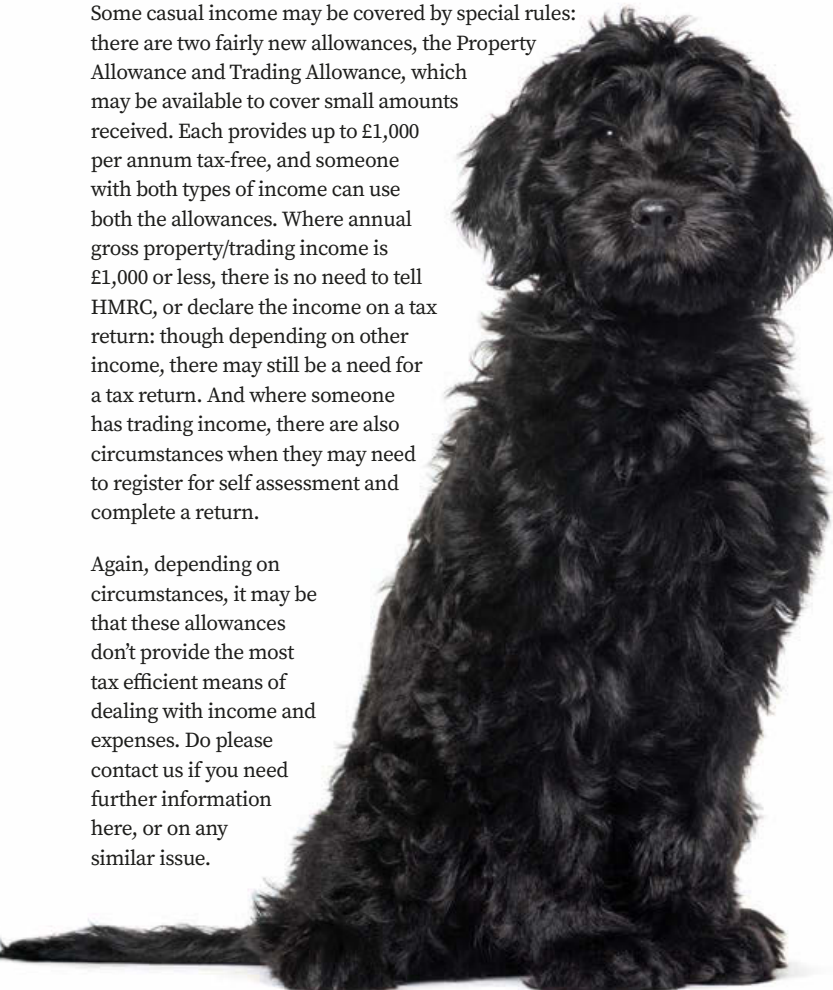 Some casual income may be covered by special rules:
there are two fairly new allowances, the Property
Allowance and Trading Allowance, which
may be available to cover small amounts
received. Each provides up to £1,000
per annum tax-free, and someone
with both types of income can use
both the allowances. Where annual
gross property/trading income is
£1,000 or less, there is no need to tell
HMRC, or declare the income on a tax
return: though depending on other
income, there may still be a need for
a tax return. And where someone
has trading income, there are also
circumstances when they may need
to register for self assessment and
complete a return.
Again, depending on
circumstances, it may be
that these allowances
don’t provide the most
tax efficient means of
dealing with income and
expenses. Do please
contact us if you need
further information
here, or on any
similar issue.